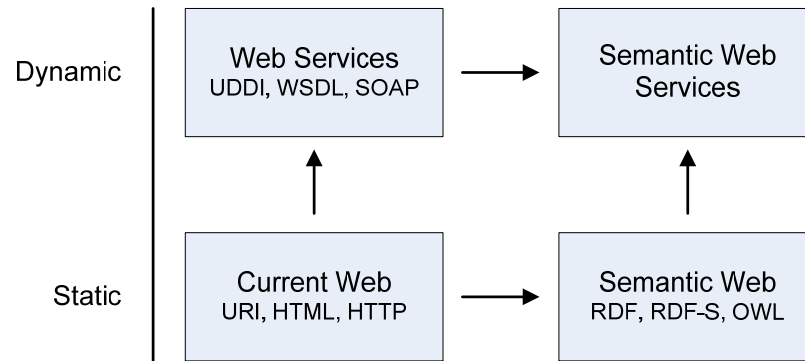 Dynamic
Web Services
UDDI, WSDL, SOAP
Semantic Web
Services
Static
Current Web
URI, HTML, HTTP
Semantic Web
RDF, RDF-S, OWL